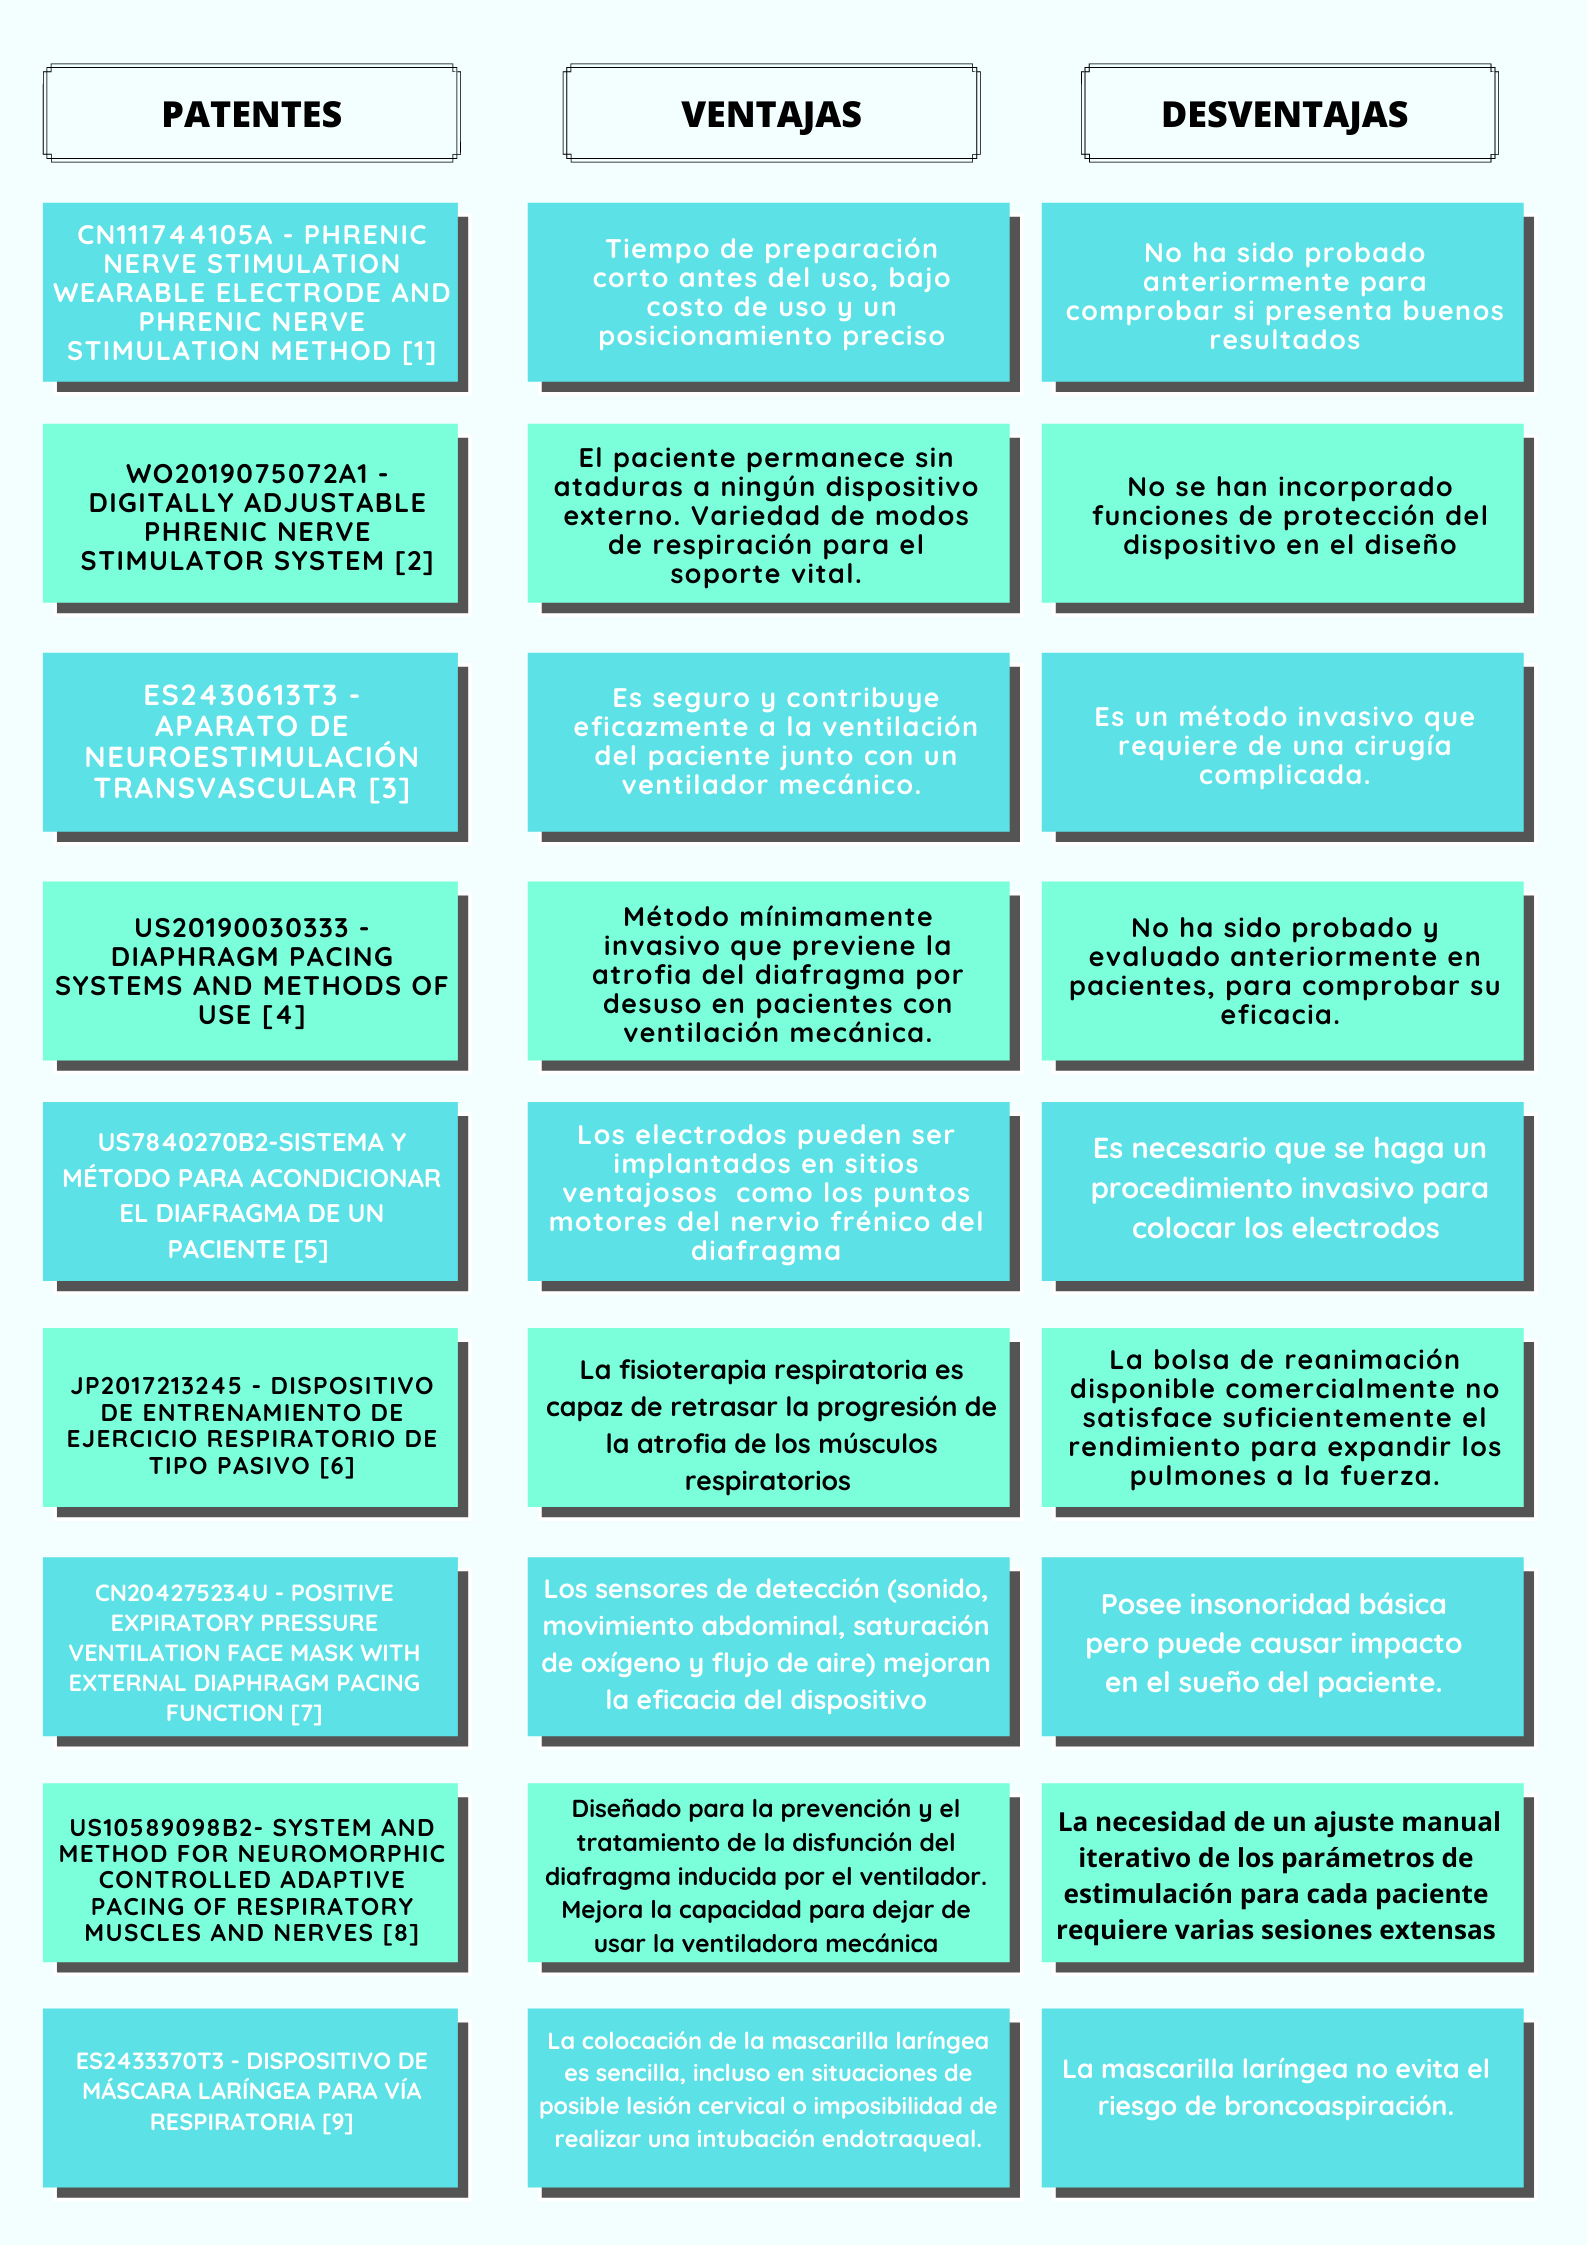 PATENTES
VENTAJAS
DESVENTAJAS
CN111744105A - PHRENIC
NERVE STIMULATION
WEARABLE ELECTRODE AND
PHRENIC NERVE
STIMULATION METHOD [1]
Tiempo de preparación
corto antes del uso, bajo
costo de uso y un
posicionamiento preciso
No ha sido probado
anteriormente para
comprobar si presenta buenos
resultados
WO2019075072A1 -
DIGITALLY ADJUSTABLE
PHRENIC NERVE
STIMULATOR SYSTEM [2]
El paciente permanece sin
ataduras a ningún dispositivo
externo. Variedad de modos
de respiración para el
soporte vital.
No se han incorporado
funciones de protección del
dispositivo en el diseño
ES2430613T3 -
APARATO DE
NEUROESTIMULACIÓN
TRANSVASCULAR [3]
Es seguro y contribuye
eficazmente a la ventilación
del paciente junto con un
ventilador mecánico.
Es un método invasivo que
requiere de una cirugía
complicada.
US20190030333 -
DIAPHRAGM PACING
SYSTEMS AND METHODS OF
USE [4]
Método mínimamente
invasivo que previene la
atrofia del diafragma por
desuso en pacientes con
ventilación mecánica.
No ha sido probado y
evaluado anteriormente en
pacientes, para comprobar su
eficacia.
US7840270B2-SISTEMA Y
MÉTODO PARA ACONDICIONAR
EL DIAFRAGMA DE UN
PACIENTE [5]
Los electrodos pueden ser
implantados en sitios
ventajosos como los puntos
motores del nervio frénico del
diafragma
Es necesario que se haga un
procedimiento invasivo para
colocar los electrodos
JP2017213245 - DISPOSITIVO
DE ENTRENAMIENTO DE
EJERCICIO RESPIRATORIO DE
TIPO PASIVO [6]
La fisioterapia respiratoria es
capaz de retrasar la progresión de
la atrofia de los músculos
respiratorios
La bolsa de reanimación
disponible comercialmente no
satisface suficientemente el
rendimiento para expandir los
pulmones a la fuerza.
CN204275234U - POSITIVE
EXPIRATORY PRESSURE
VENTILATION FACE MASK WITH
EXTERNAL DIAPHRAGM PACING
FUNCTION [7]
Los sensores de detección (sonido,
movimiento abdominal, saturación
de oxígeno y flujo de aire) mejoran
la eficacia del dispositivo
Posee insonoridad básica
pero puede causar impacto
en el sueño del paciente.
US10589098B2- SYSTEM AND
METHOD FOR NEUROMORPHIC
CONTROLLED ADAPTIVE
PACING OF RESPIRATORY
MUSCLES AND NERVES [8]
Diseñado para la prevención y el
tratamiento de la disfunción del
diafragma inducida por el ventilador.
Mejora la capacidad para dejar de
usar la ventiladora mecánica
La necesidad de un ajuste manual
iterativo de los parámetros de
estimulación para cada paciente
requiere varias sesiones extensas
ES2433370T3 - DISPOSITIVO DE
MÁSCARA LARÍNGEA PARA VÍA
RESPIRATORIA [9]
La colocación de la mascarilla laríngea
es sencilla, incluso en situaciones de
posible lesión cervical o imposibilidad de
realizar una intubación endotraqueal.
La mascarilla laríngea no evita el
riesgo de broncoaspiración.